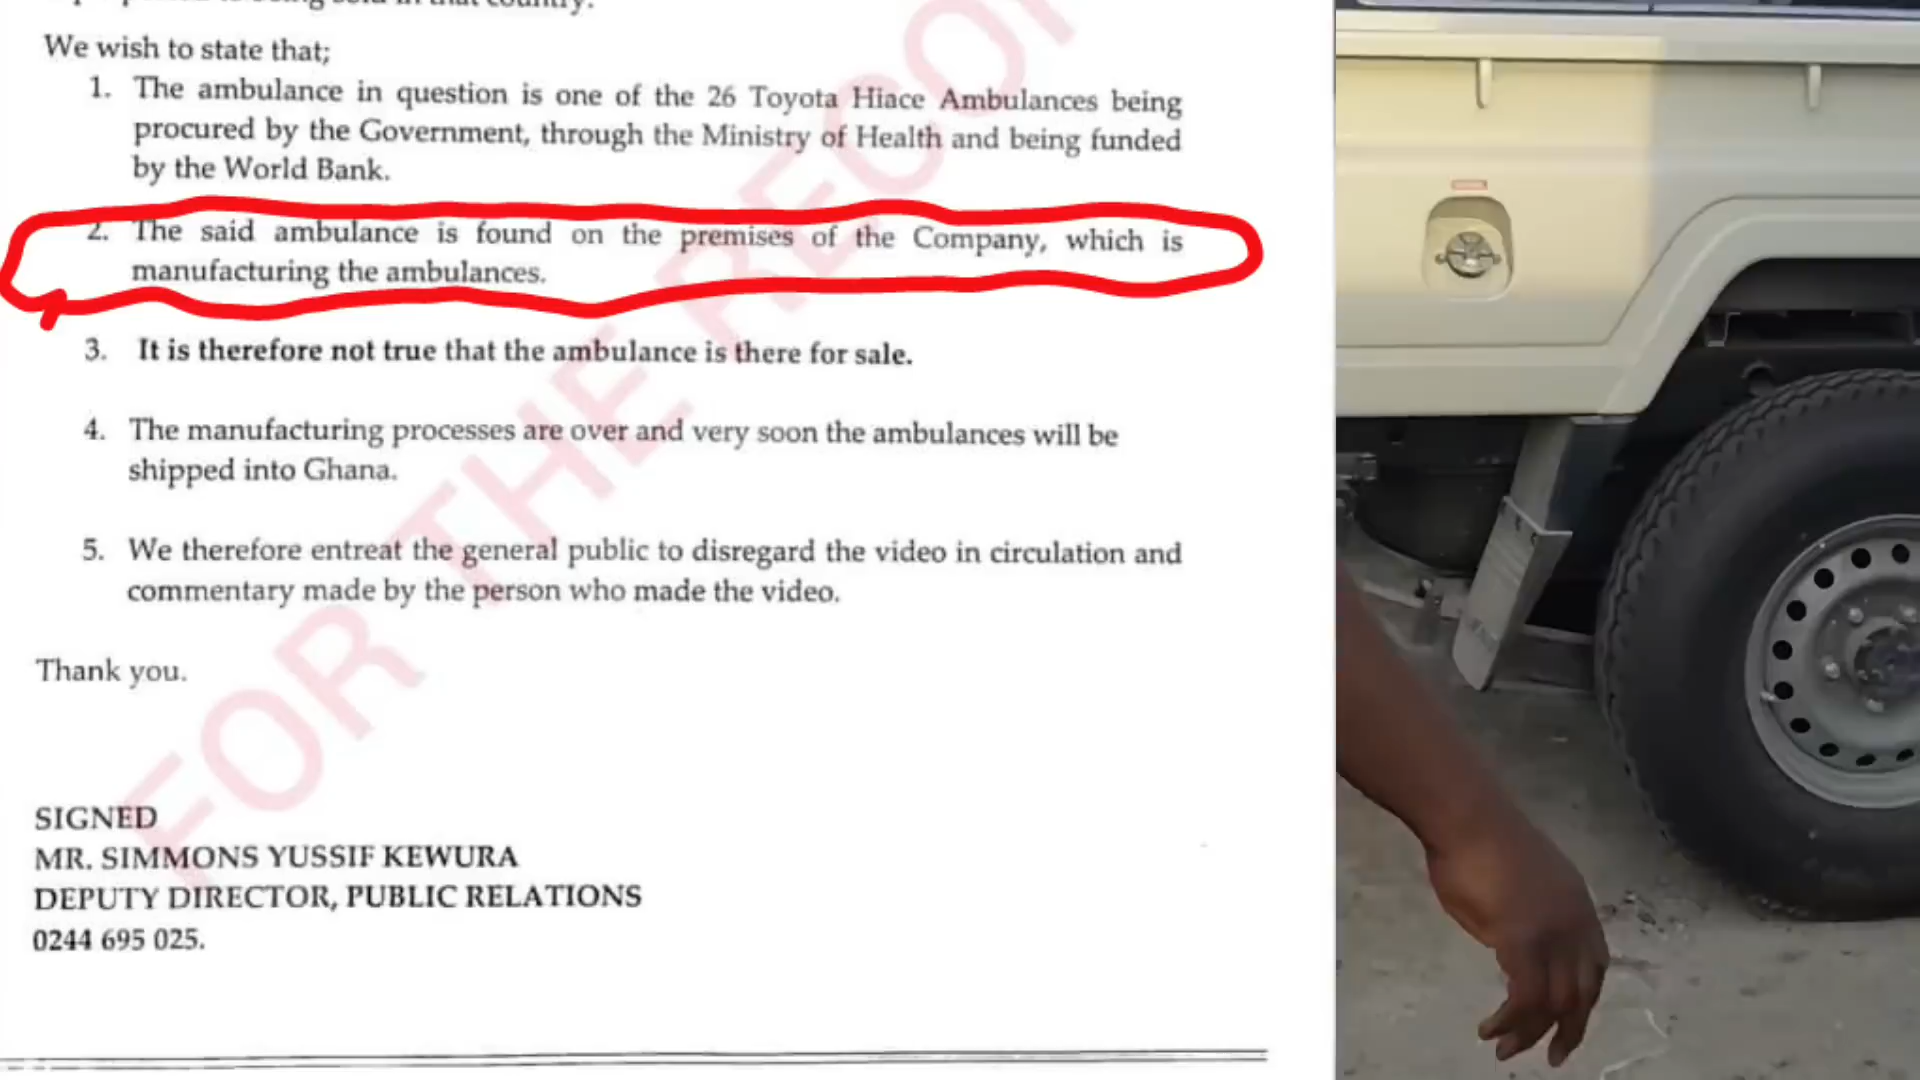 We wish to state that;
1. The ambulance in question is one of the 26 Toyota Hiace Ambulances being
procured by the Government, through the Ministry of Health and being funded
by the World Bank.
2. The said ambulance is found on the premises of the Company, which is
manufacturing the ambulances.
3. It is therefore not true that the ambulance is there for sale.
4. The manufacturing processes are over and very soon the ambulances will be
shipped into Ghana.
5. We therefore entreat the general public to disregard the video in circulation and
commentary made by the person who made the video.
Thank you.
SIGNED
MR. SIMMONS YUSSIF KEWURA
DEPUTY DIRECTOR, PUBLIC RELATIONS
0244 695 025.
FOR THE RECOR